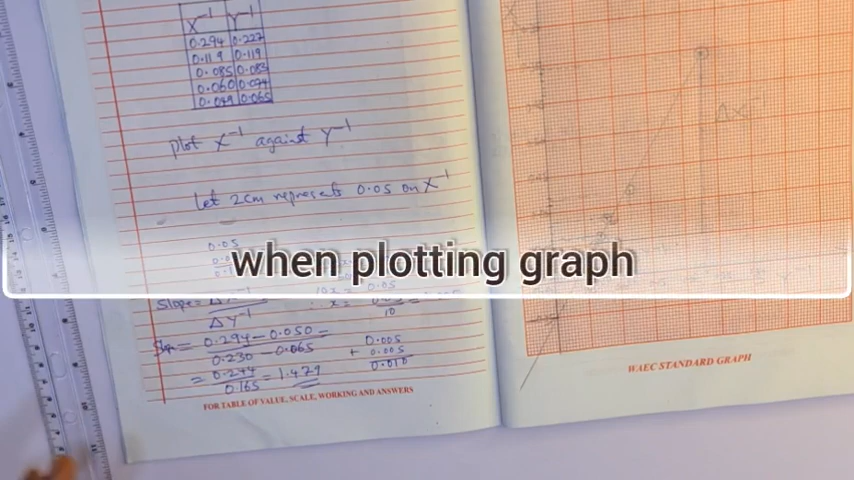 X⁻¹ Y⁻¹
0.294 0.227
0.119 0.119
0.085 0.085
0.060 0.074
0.049 0.065
plot X⁻¹ against Y⁻¹
Let 2cm represents 0.05 on X⁻¹
0.05
when plotting graph
10x = 0.05
Slope = ΔX⁻¹
ΔY⁻¹
10
= 0.294 - 0.050 =
0.230 - 0.065
= 0.244 = 1.479
0.165
0.005
+ 0.005
0.010
FOR TABLE OF VALUE, SCALE, WORKING AND ANSWERS
ΔX⁻¹
WAEC STANDARD GRAPH